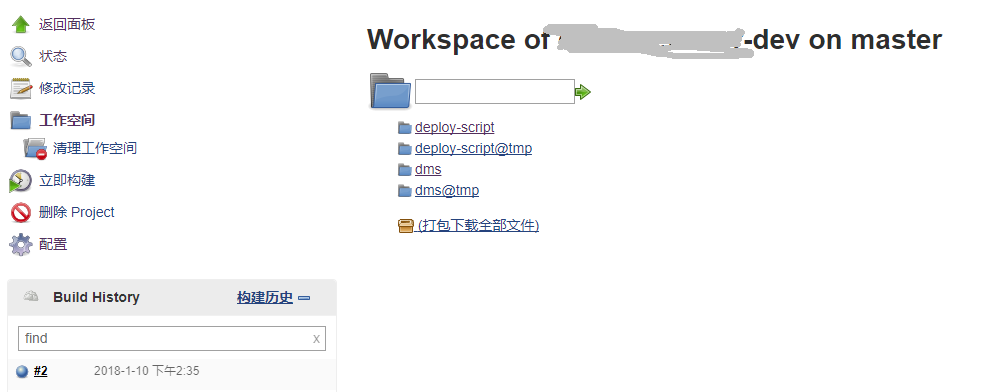 返回面板
状态
修改记录
工作空间
清理工作空间
立即构建
删除 Project
配置
Build History 构建历史
find x
#2 2018-1-10 下午2:35
Workspace of -dev on master
deploy-script
deploy-script@tmp
dms
dms@tmp
(打包下载全部文件)